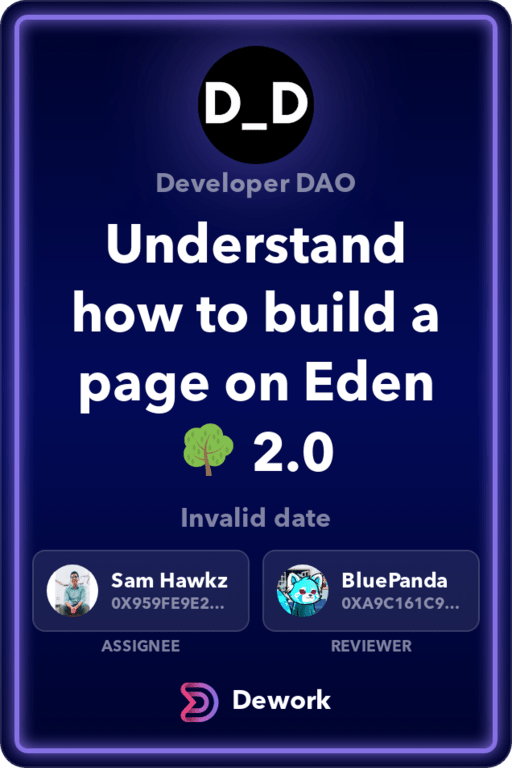 D_D
Developer DAO
Understand
how to build a
page on Eden
🌳 2.0
Invalid date
Sam Hawkz
0X959FE9E2...
BluePanda
0XA9C161C9...
ASSIGNEE
REVIEWER
Dework